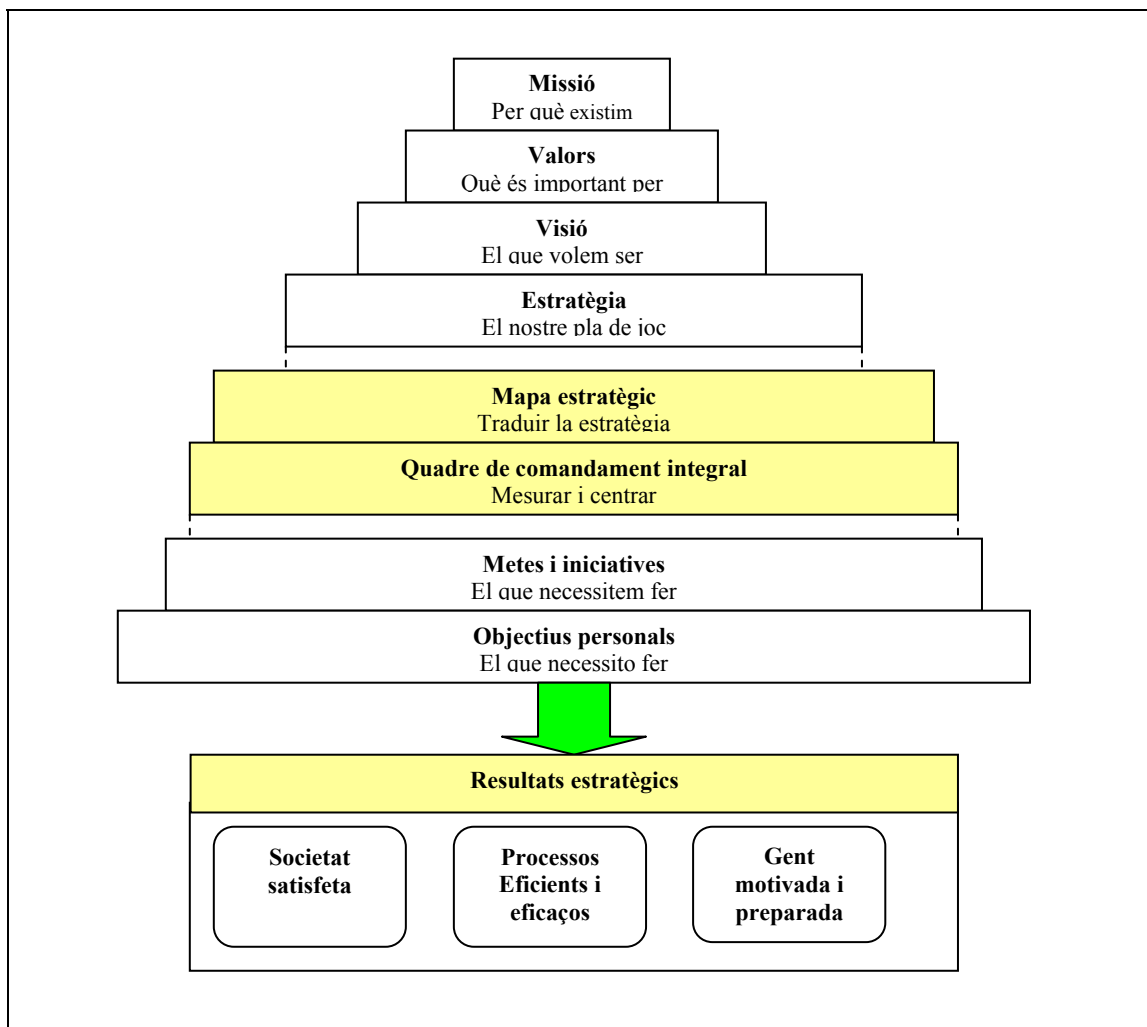 Missió
Per què existim
Valors
Què és important per
Visió
El que volem ser
Estratègia
El nostre pla de joc
Mapa estratègic
Traduir la estratègia
Quadre de comandament integral
Mesurar i centrar
Metes i iniciatives
El que necessitem fer
Objectius personals
El que necessito fer
Resultats estratègics
Societat
satisfeta
Processos
Eficients i
eficaços
Gent
motivada i
preparada